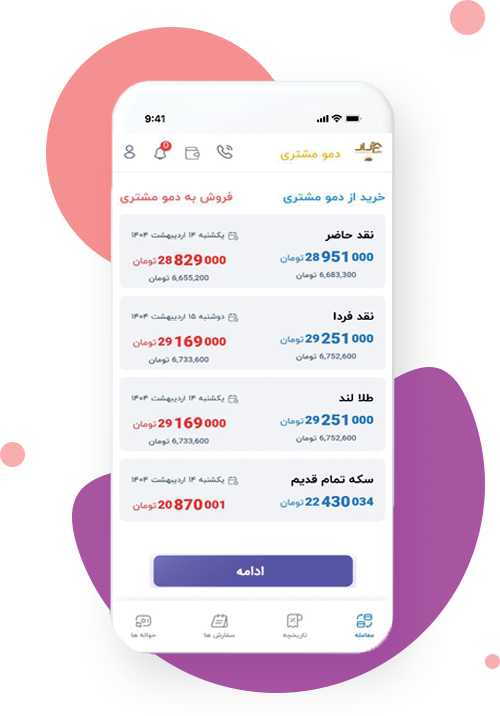 9:41
دمو مشتری
0
خرید از دمو مشتری
فروش به دمو مشتری
نقد حاضر
یکشنبه ۱۴ اردیبهشت ۱۴۰۴
28 951 000 تومان
28 829 000 تومان
6,683,300 تومان
6,655,200 تومان
نقد فردا
دوشنبه ۱۵ اردیبهشت ۱۴۰۴
29 251 000 تومان
29 169 000 تومان
6,752,600 تومان
6,733,600 تومان
طلا لند
یکشنبه ۱۴ اردیبهشت ۱۴۰۴
29 251 000 تومان
29 169 000 تومان
6,752,600 تومان
6,733,600 تومان
سکه تمام قدیم
یکشنبه ۱۴ اردیبهشت ۱۴۰۴
22 430 034 تومان
20 870 001 تومان
ادامه
معامله
تاریخچه
سفارش ها
حواله ها